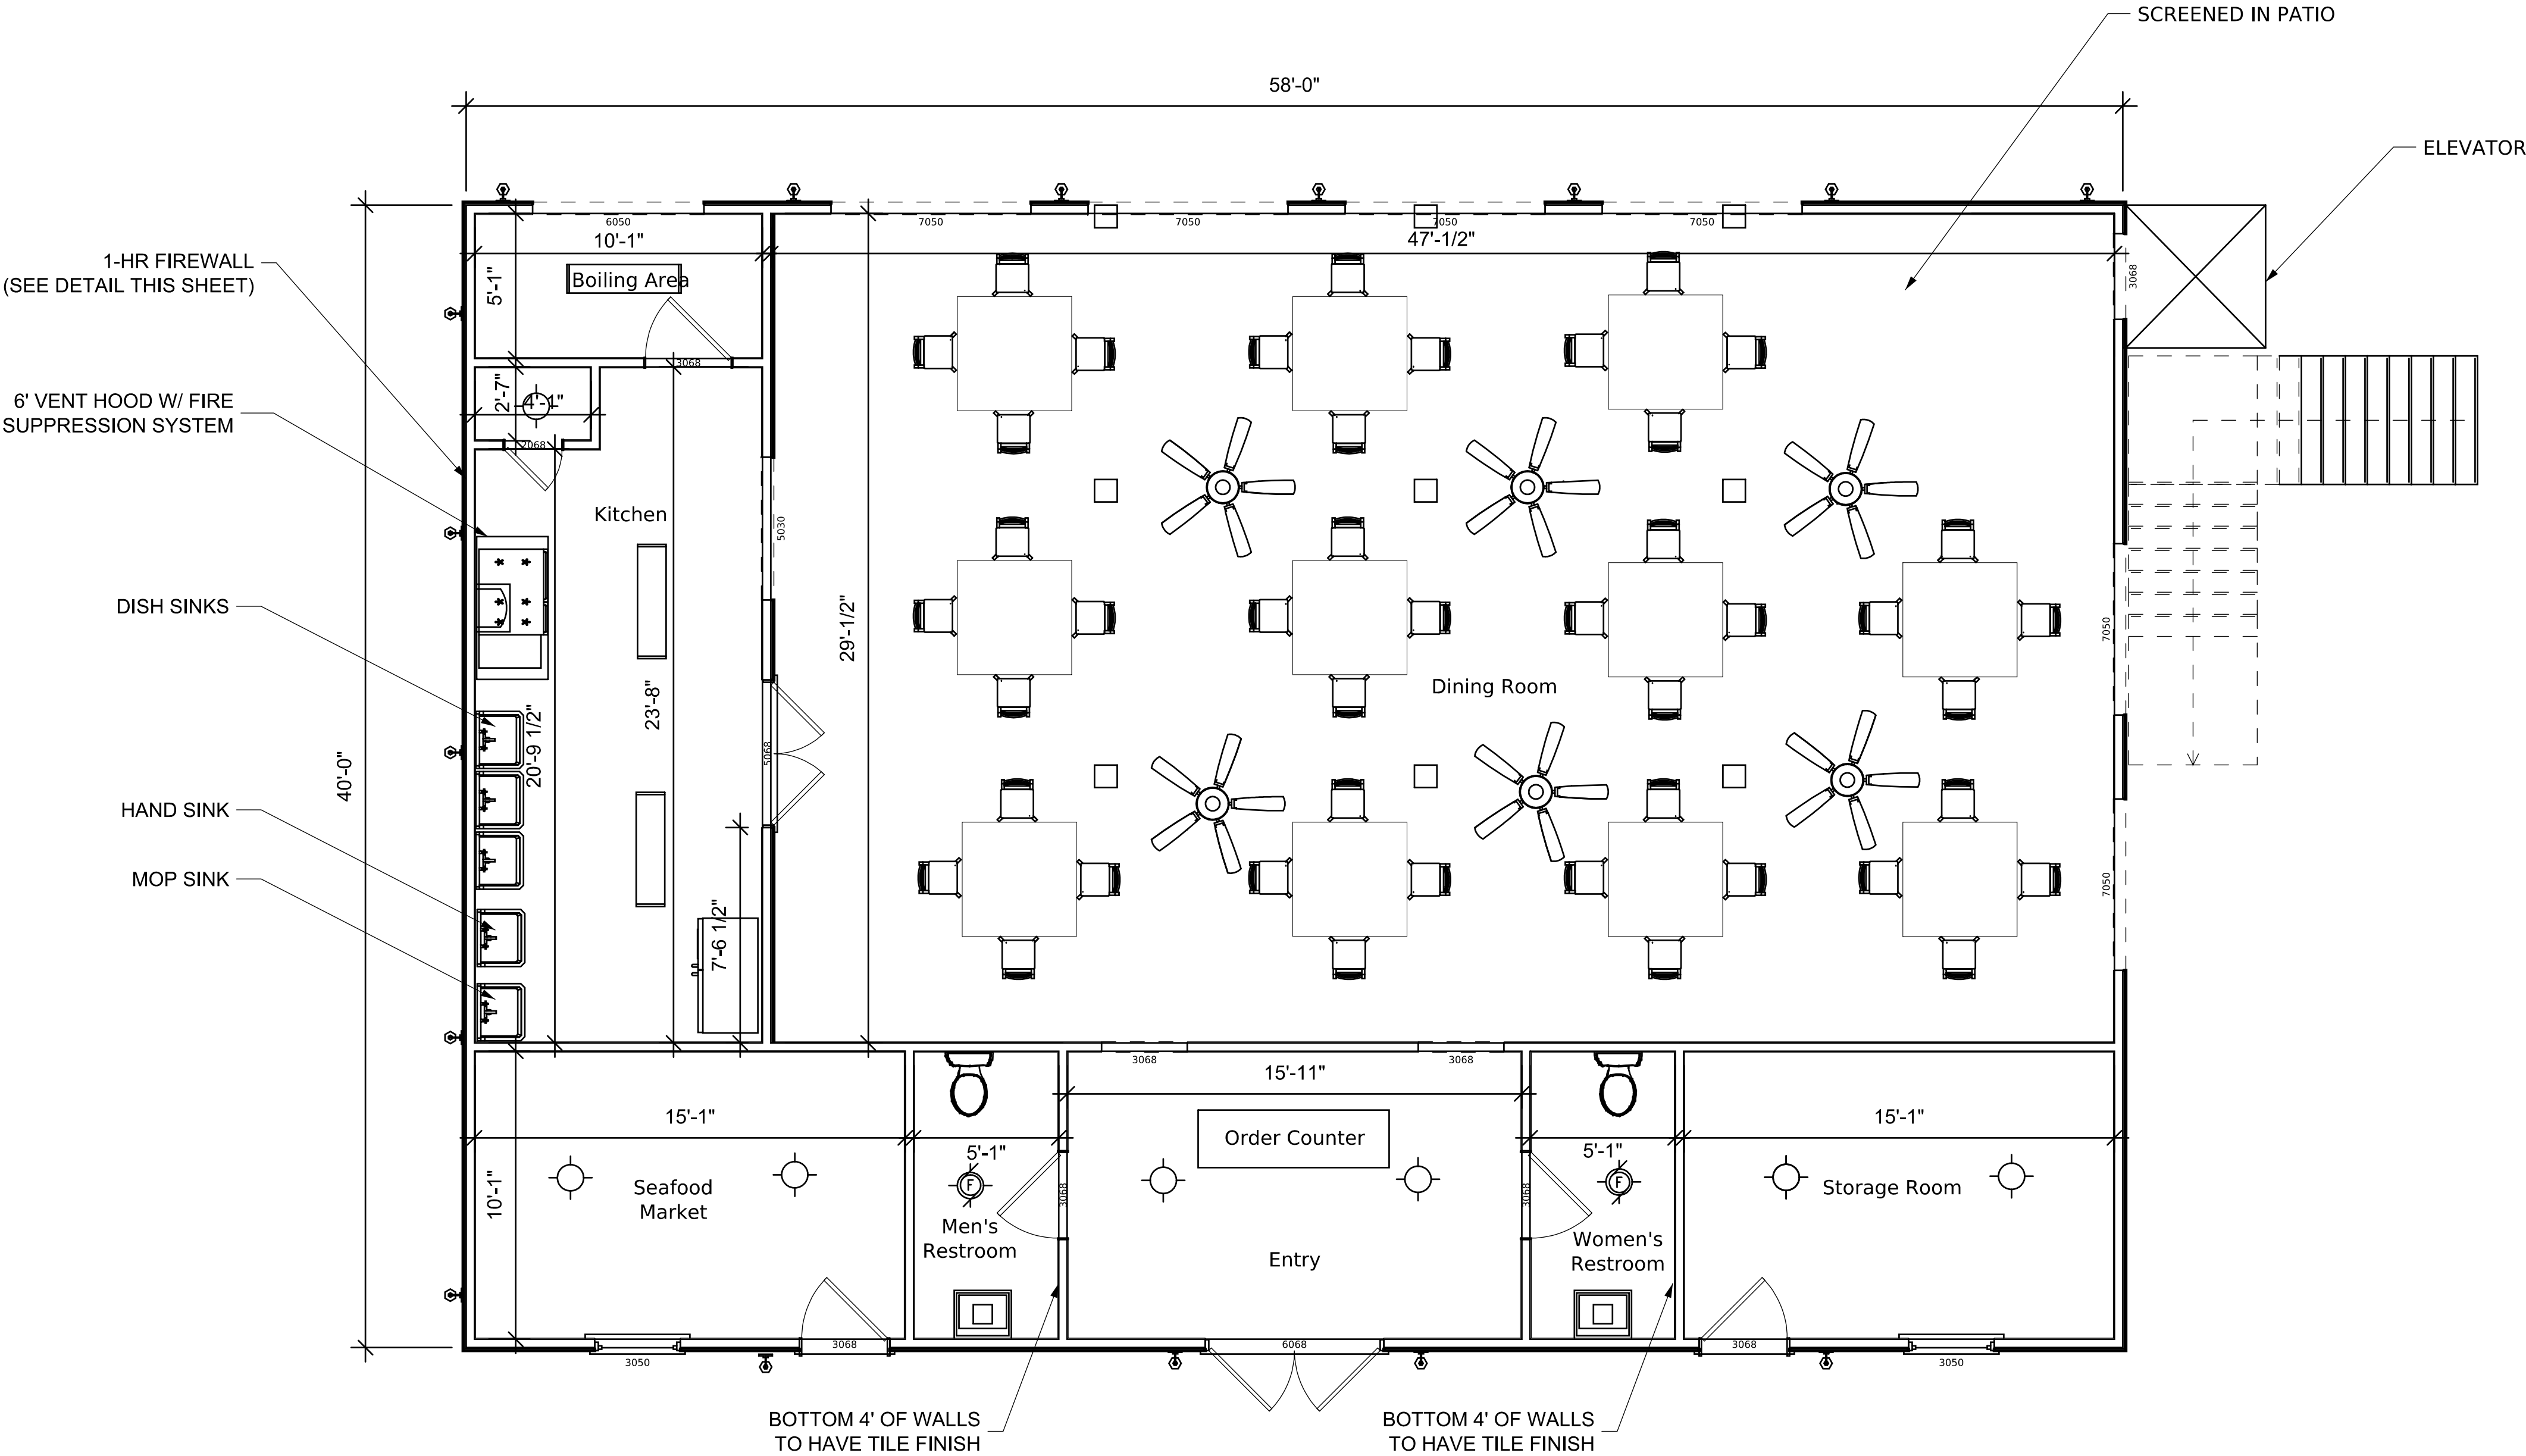 SCREENED IN PATIO
58'-0"
ELEVATOR
6050
7050
7050
7050
7050
10'-1"
47'-1/2"
1-HR FIREWALL
(SEE DETAIL THIS SHEET)
Boiling Area
5'-1"
3068
3068
2'-7"
4'-1"
6' VENT HOOD W/ FIRE
SUPPRESSION SYSTEM
2068
Kitchen
5030
DISH SINKS
29'-1/2"
7050
Dining Room
23'-8"
20'-9 1/2"
5068
40'-0"
HAND SINK
MOP SINK
7050
7'-6 1/2"
3068
3068
15'-11"
15'-1"
15'-1"
Order Counter
5'-1"
5'-1"
10'-1"
Seafood
Market
3068
3068
Storage Room
Men's
Restroom
Women's
Restroom
Entry
3050
3068
6068
3068
3050
BOTTOM 4' OF WALLS
TO HAVE TILE FINISH
BOTTOM 4' OF WALLS
TO HAVE TILE FINISH
F
F